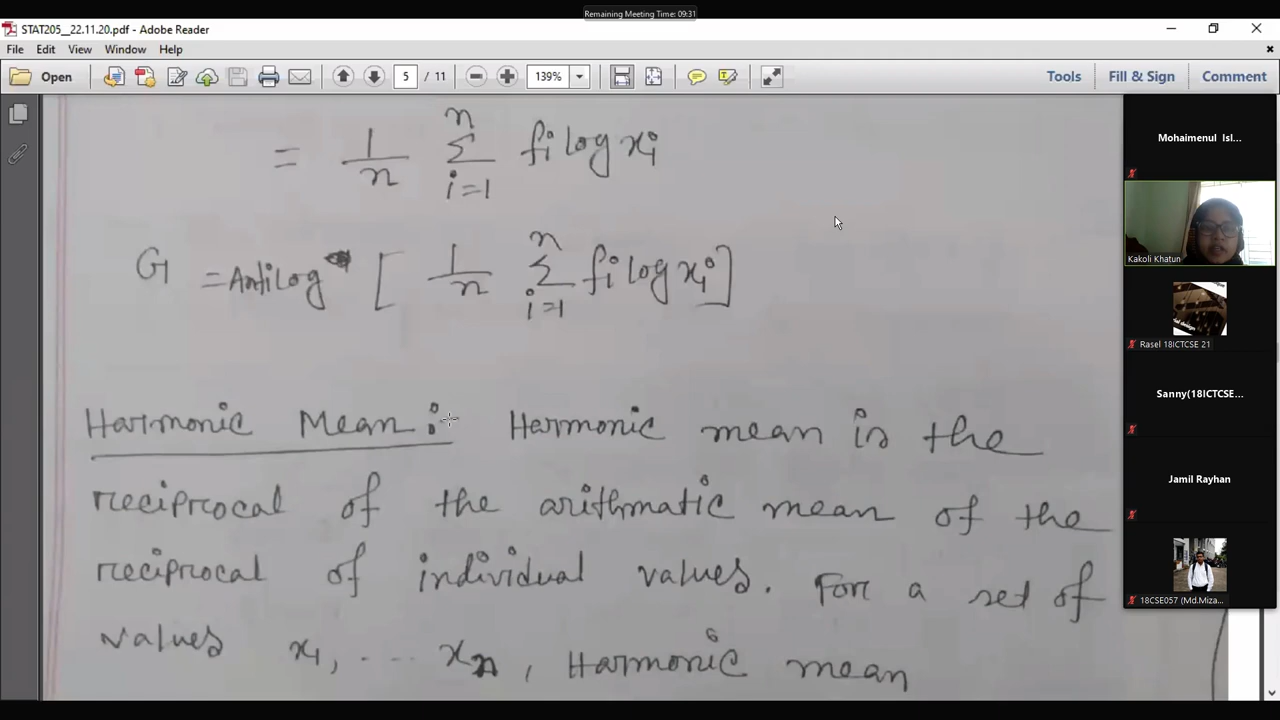 Remaining Meeting Time: 09:31
STAT205__22.11.20.pdf - Adobe Reader
File Edit View Window Help
Open 5 / 11 139% Tools Fill & Sign Comment
= 1/n n Σ i=1 fi log xi
G = Antilog [ 1/n n Σ i=1 fi log xi ]
Harmonic Mean : Harmonic mean is the
reciprocal of the arithmatic mean of the
reciprocal of individual values. For a set of
values x1, .... xn, Harmonic mean
Mohaimenul Isl...
Kakoli Khatun
Rasel 18ICTCSE 21
Sanny(18ICTCSE...
Jamil Rayhan
18CSE057 (Md.Miza...